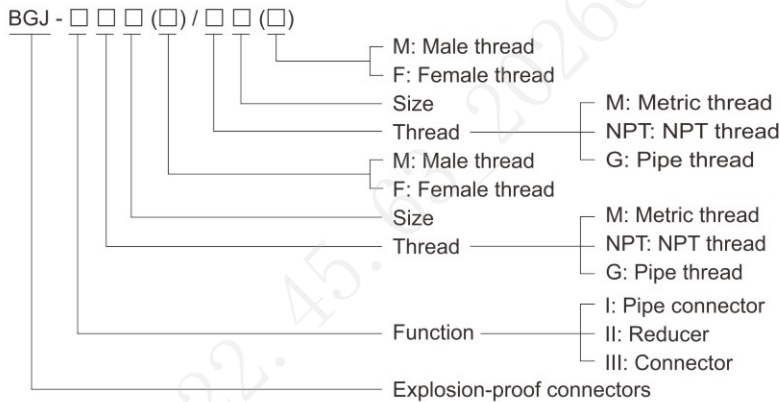 BGJ - □ □ □ (□) / □ □ (□)
M: Male thread
F: Female thread
Size
M: Metric thread
Thread
NPT: NPT thread
G: Pipe thread
M: Male thread
F: Female thread
Size
M: Metric thread
Thread
NPT: NPT thread
G: Pipe thread
I: Pipe connector
Function
II: Reducer
III: Connector
Explosion-proof connectors